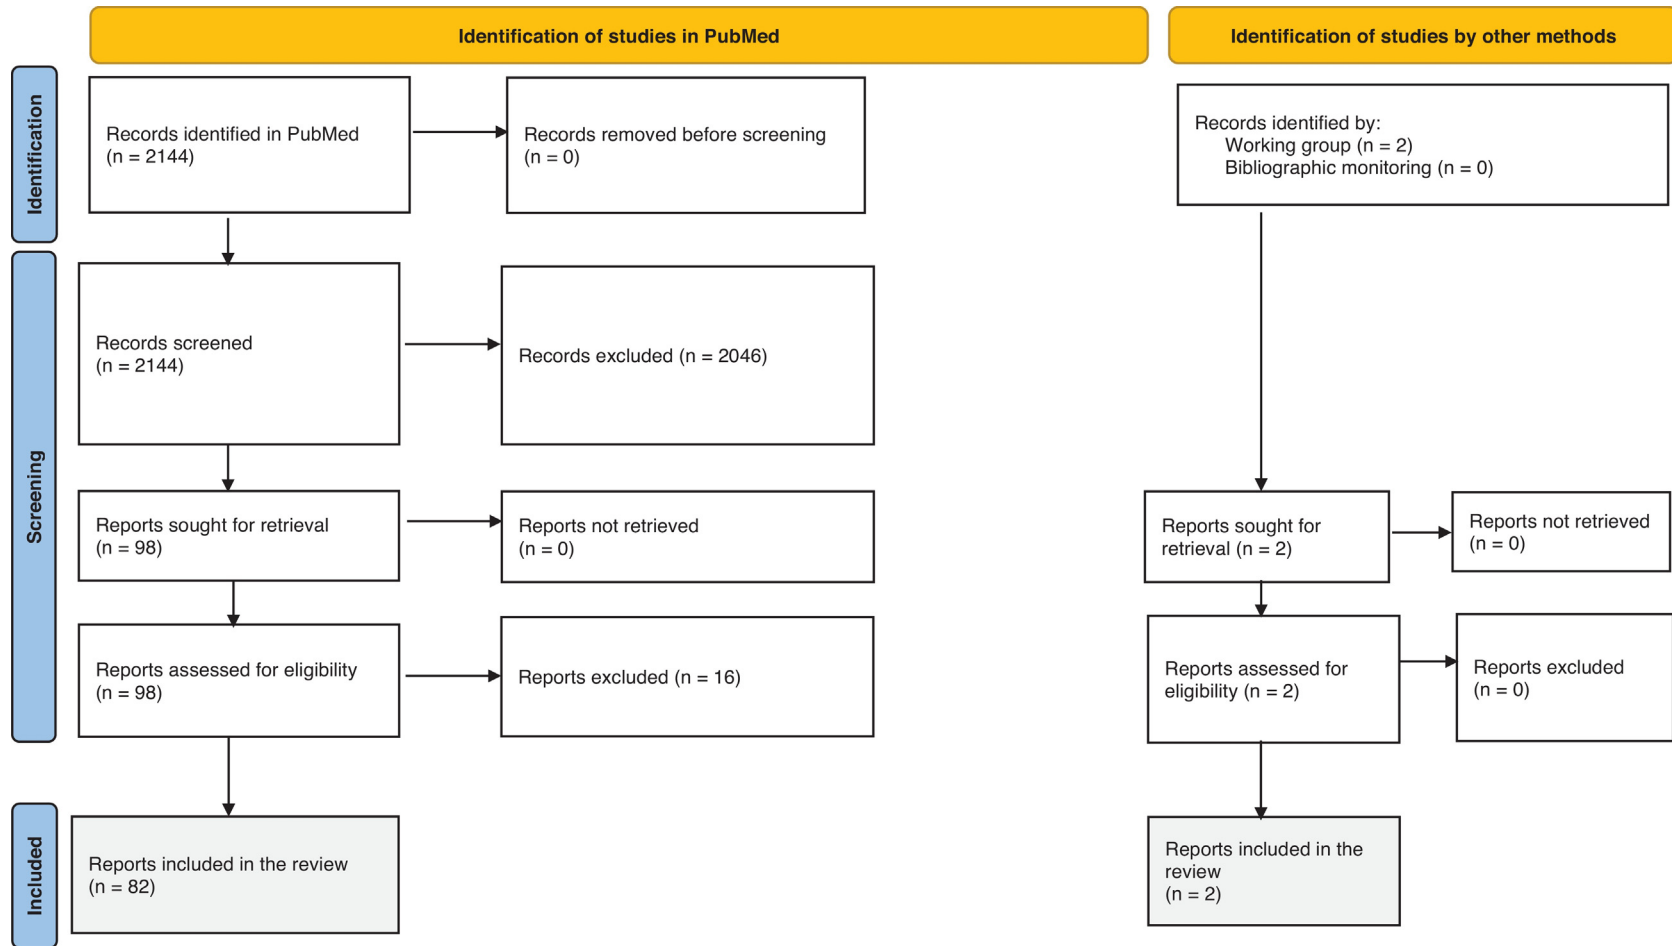 Identification of studies in PubMed
Identification of studies by other methods
Identification
Records identified in PubMed
(n = 2144)
Records removed before screening
(n = 0)
Records identified by:
Working group (n = 2)
Bibliographic monitoring (n = 0)
Screening
Records screened
(n = 2144)
Records excluded (n = 2046)
Reports sought for retrieval
(n = 98)
Reports not retrieved
(n = 0)
Reports sought for
retrieval (n = 2)
Reports not retrieved
(n = 0)
Reports assessed for eligibility
(n = 98)
Reports excluded (n = 16)
Reports assessed for
eligibility (n = 2)
Reports excluded
(n = 0)
Included
Reports included in the review
(n = 82)
Reports included in the
review
(n = 2)